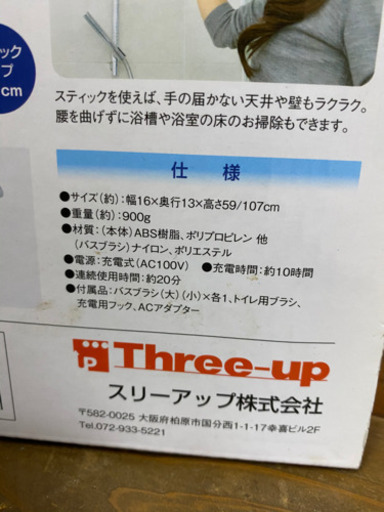 ック
プ
cm
スティックを使えば、手の届かない天井や壁もラクラク。
腰を曲げずに浴槽や浴室の床のお掃除もできます。
仕 様
●サイズ(約):幅16×奥行13×高さ59/107cm
●重量(約):900g
●材質:(本体)ABS樹脂、ポリプロピレン 他
(バスブラシ)ナイロン、ポリエステル
●電源:充電式(AC100V) ●充電時間:約10時間
●連続使用時間:約20分
●付属品:バスブラシ(大)(小)×各1、トイレ用ブラシ、
充電用フック、ACアダプター
P Three-up
スリーアップ株式会社
〒582-0025 大阪府柏原市国分西1-1-17幸喜ビル2F
Tel.072-933-5221